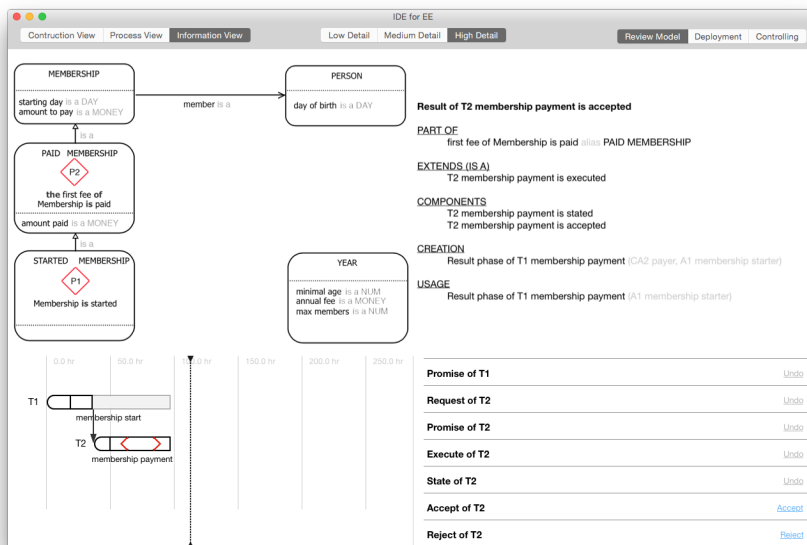 IDE for EE
Contruction View Process View Information View Low Detail Medium Detail High Detail Review Model Deployment Controlling
MEMBERSHIP
starting day is a DAY
amount to pay is a MONEY
member is a
PERSON
day of birth is a DAY
is a
PAID MEMBERSHIP
P2
the first fee of
Membership is paid
amount paid is a MONEY
is a
STARTED MEMBERSHIP
P1
Membership is started
YEAR
minimal age is a NUM
annual fee is a MONEY
max members is a NUM
Result of T2 membership payment is accepted
PART OF
first fee of Membership is paid alias PAID MEMBERSHIP
EXTENDS (IS A)
T2 membership payment is executed
COMPONENTS
T2 membership payment is stated
T2 membership payment is accepted
CREATION
Result phase of T1 membership payment (CA2 payer, A1 membership starter)
USAGE
Result phase of T1 membership payment (A1 membership starter)
0.0 hr 50.0 hr 100.0 hr 150.0 hr 200.0 hr 250.0 hr
T1
membership start
T2
membership payment
Promise of T1 Undo
Request of T2 Undo
Promise of T2 Undo
Execute of T2 Undo
State of T2 Undo
Accept of T2 Accept
Reject of T2 Reject